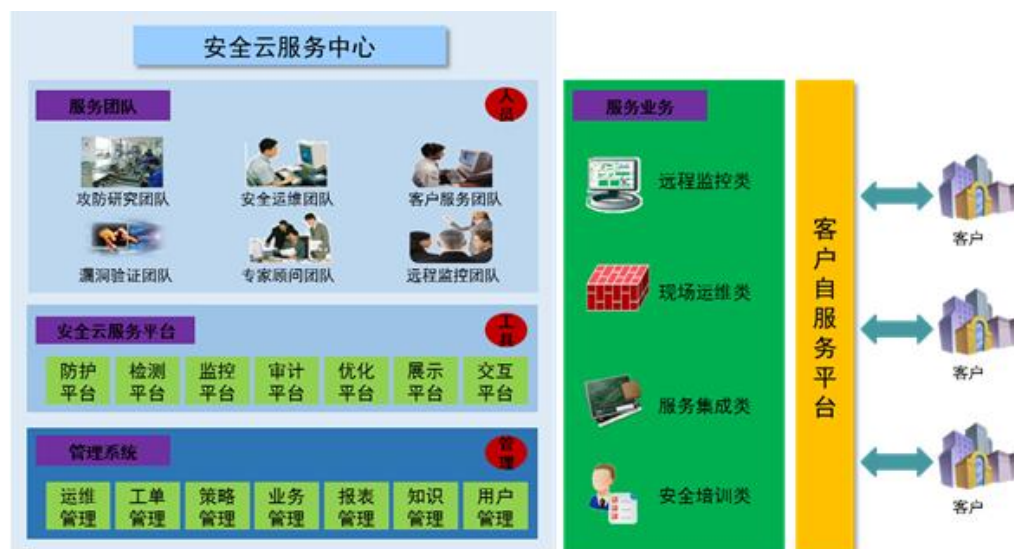 安全云服务中心
服务团队
人员
攻防研究团队
安全运维团队
客户服务团队
漏洞验证团队
专家顾问团队
远程监控团队
安全云服务平台
工具
防护
平台
检测
平台
监控
平台
审计
平台
优化
平台
展示
平台
交互
平台
管理系统
管理
运维
管理
工单
管理
策略
管理
业务
管理
报表
管理
知识
管理
用户
管理
服务业务
远程监控类
现场运维类
服务集成类
安全培训类
客户自服务平台
客户
客户
客户